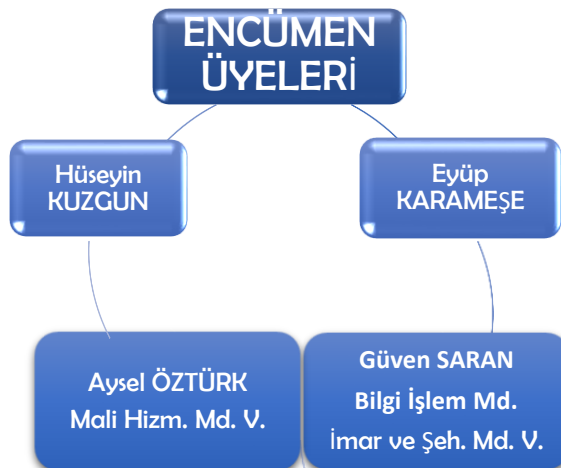 ENCÜMEN
ÜYELERİ
Hüseyin
KUZGUN
Eyüp
KARAMEŞE
Aysel ÖZTÜRK
Mali Hizm. Md. V.
Güven SARAN
Bilgi İşlem Md.
İmar ve Şeh. Md. V.